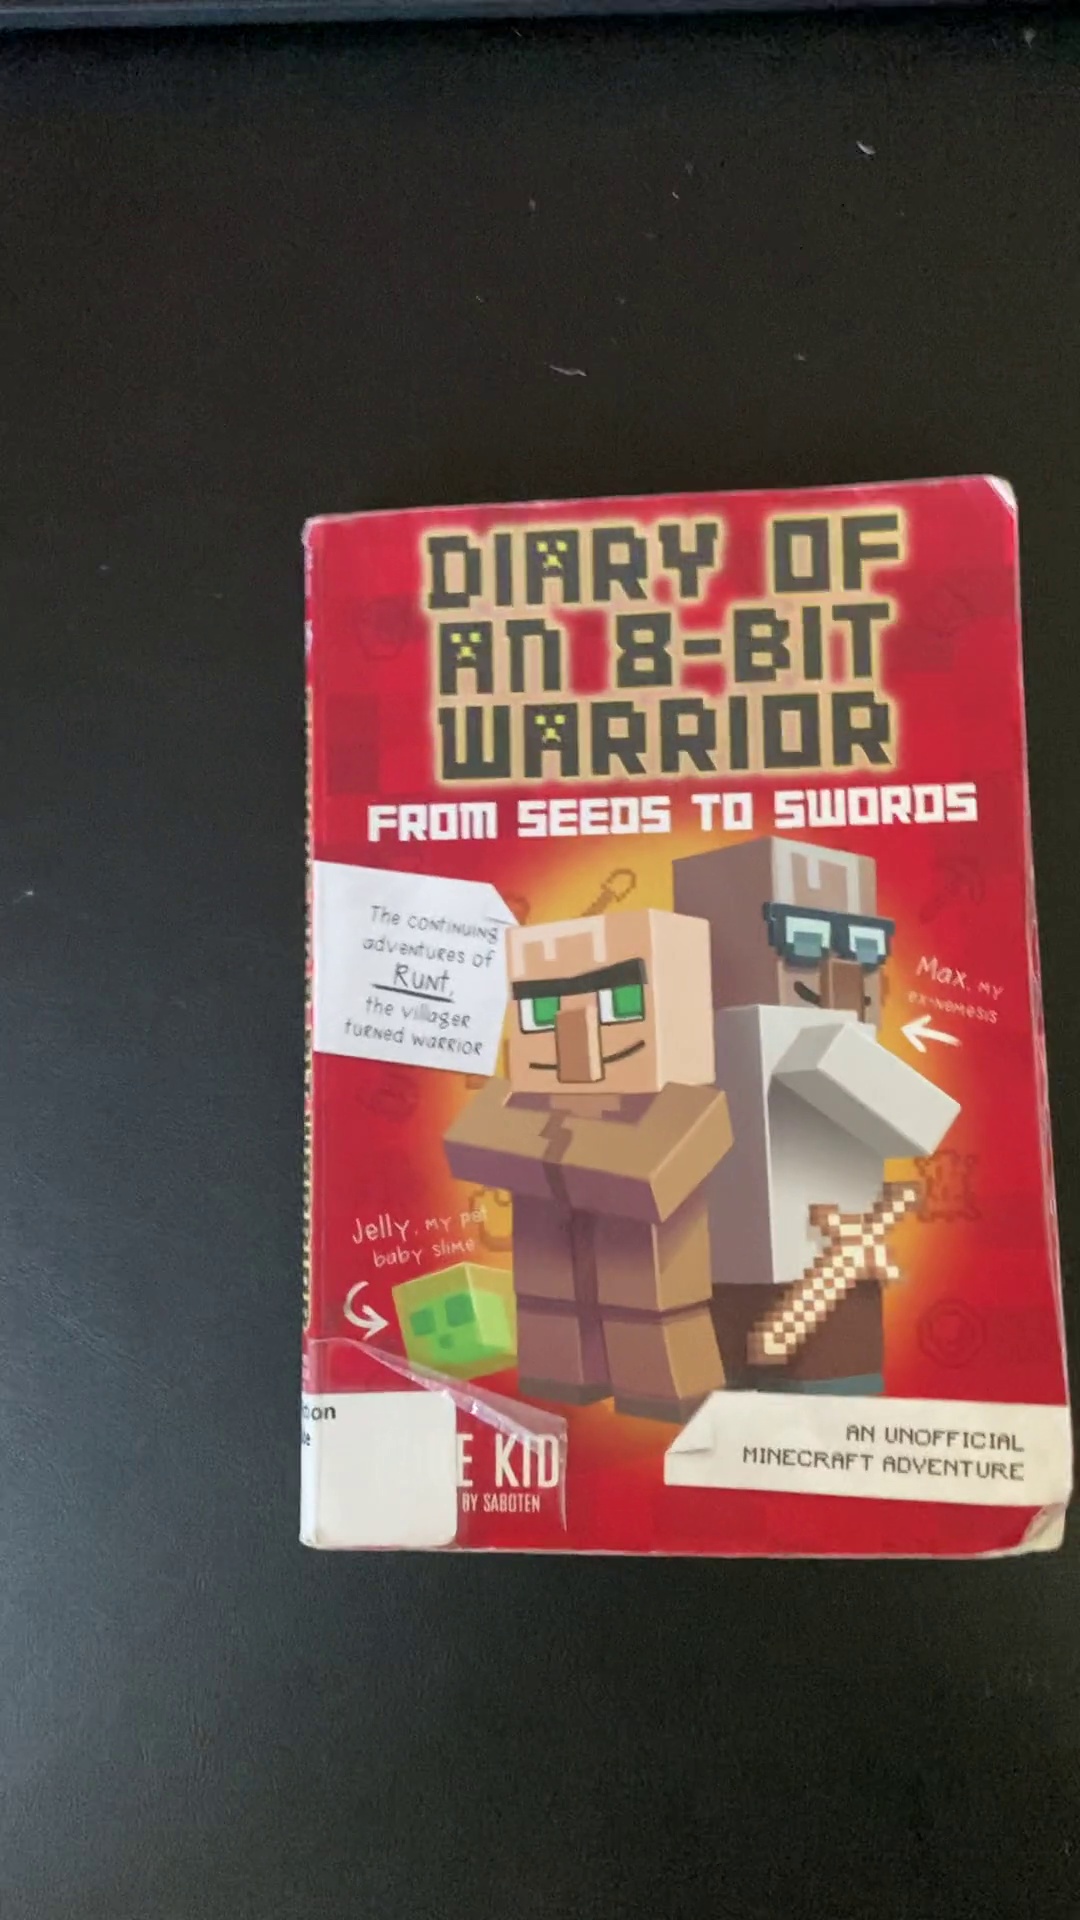 DIARY OF
AN 8-BIT
WARRIOR
FROM SEEDS TO SWORDS
The continuing
adventures of
Runt,
the villager
turned warrior
Max, my
ex-nemesis
Jelly, my pet
baby slime
KID
BY SABOTEN
AN UNOFFICIAL
MINECRAFT ADVENTURE